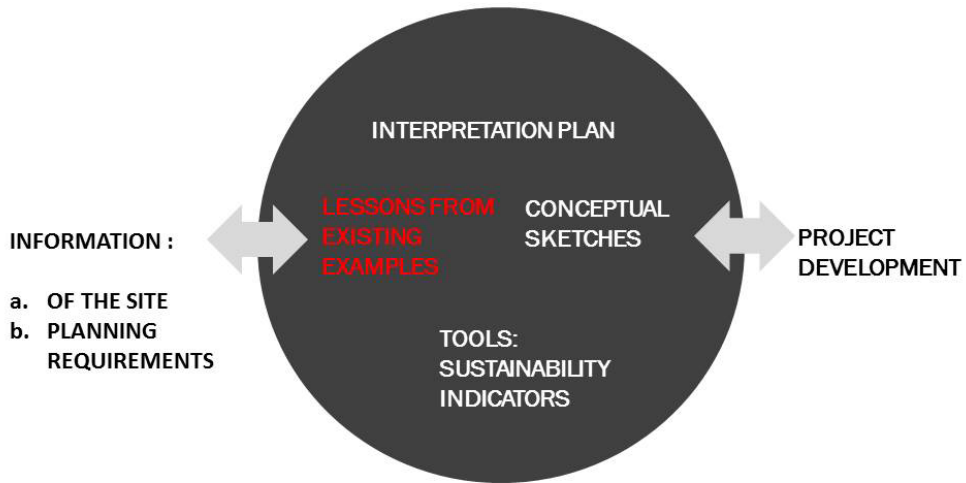 INTERPRETATION PLAN
LESSONS FROM
EXISTING
EXAMPLES
CONCEPTUAL
SKETCHES
TOOLS:
SUSTAINABILITY
INDICATORS
INFORMATION :
a. OF THE SITE
b. PLANNING
REQUIREMENTS
PROJECT
DEVELOPMENT